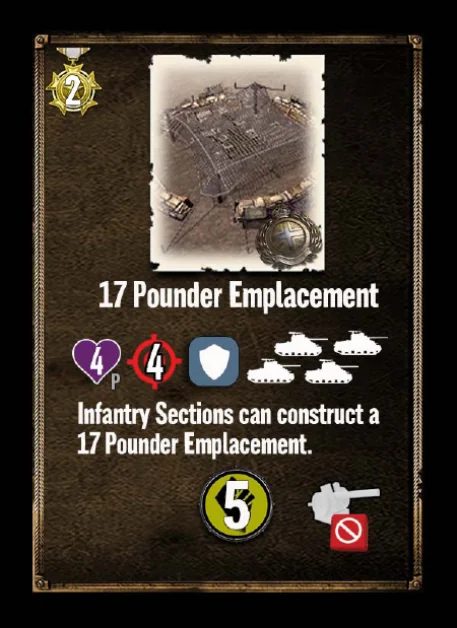 2
17 Pounder Emplacement
4 P 4
Infantry Sections can construct a
17 Pounder Emplacement.
5